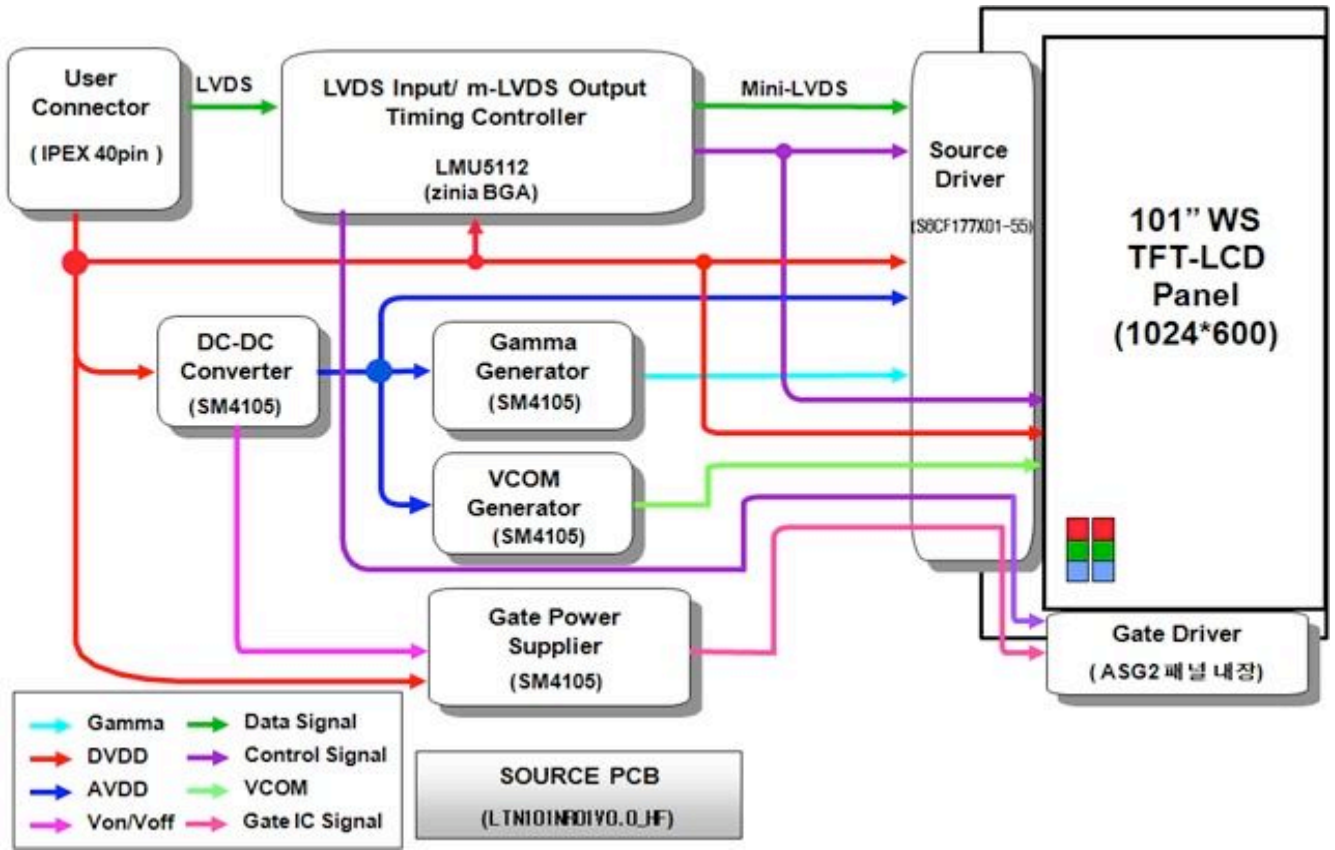 User
Connector
( IPEX 40pin )
LVDS
LVDS Input/ m-LVDS Output
Timing Controller
LMU5112
(zinia BGA)
Mini-LVDS
Source
Driver
(S6CF177X01-55)
101” WS
TFT-LCD
Panel
(1024*600)
DC-DC
Converter
(SM4105)
Gamma
Generator
(SM4105)
VCOM
Generator
(SM4105)
Gate Power
Supplier
(SM4105)
Gate Driver
( ASG2 패널 내장)
Gamma
Data Signal
DVDD
Control Signal
AVDD
VCOM
Von/Voff
Gate IC Signal
SOURCE PCB
(LTN101NR01V0.0_HF)